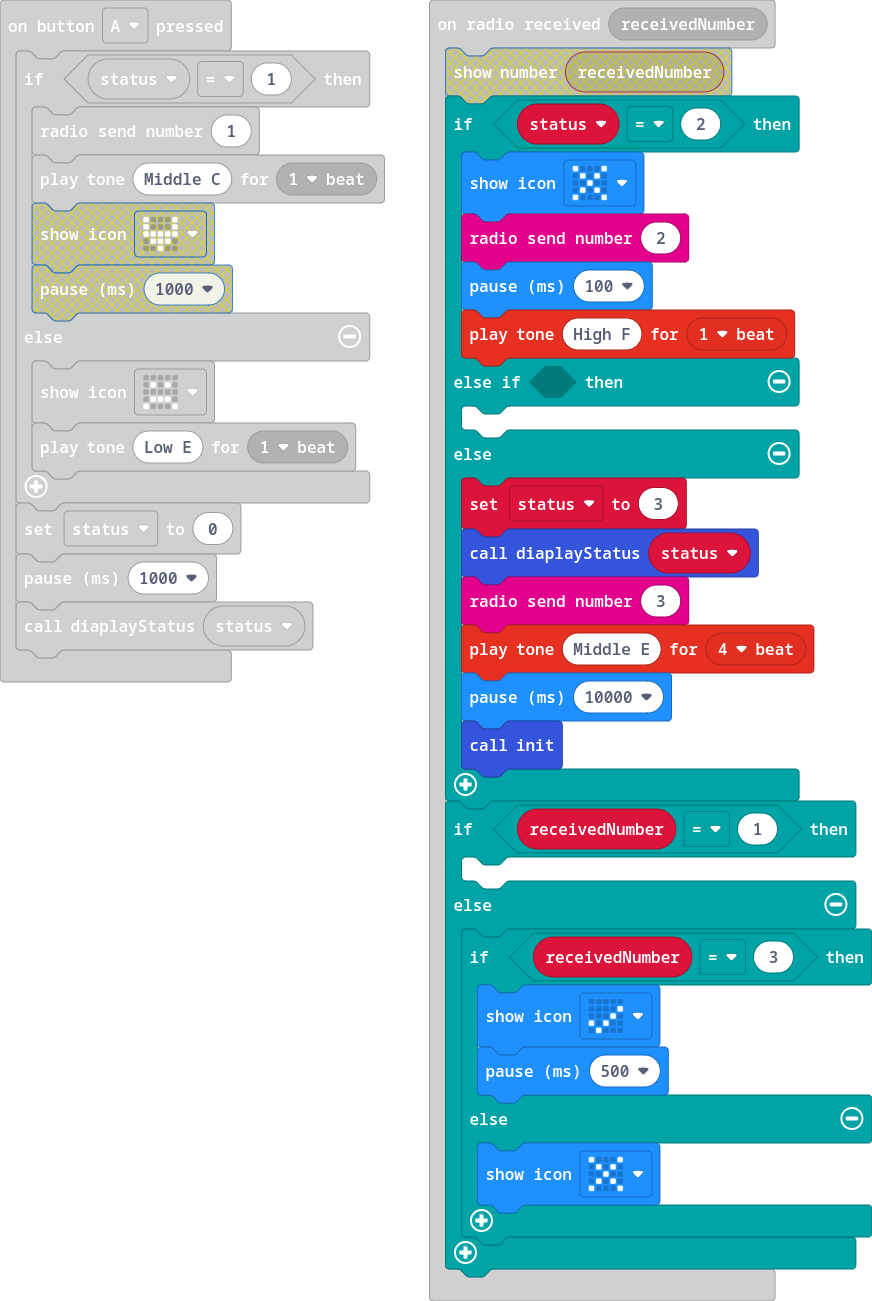 on button A pressed
if status = 1 then
radio send number 1
play tone Middle C for 1 beat
show icon
pause (ms) 1000
else
show icon
play tone Low E for 1 beat
set status to 0
pause (ms) 1000
call diaplayStatus status
on radio received receivedNumber
show number receivedNumber
if status = 2 then
show icon
radio send number 2
pause (ms) 100
play tone High F for 1 beat
else if then
else
set status to 3
call diaplayStatus status
radio send number 3
play tone Middle E for 4 beat
pause (ms) 10000
call init
if receivedNumber = 1 then
else
if receivedNumber = 3 then
show icon
pause (ms) 500
else
show icon